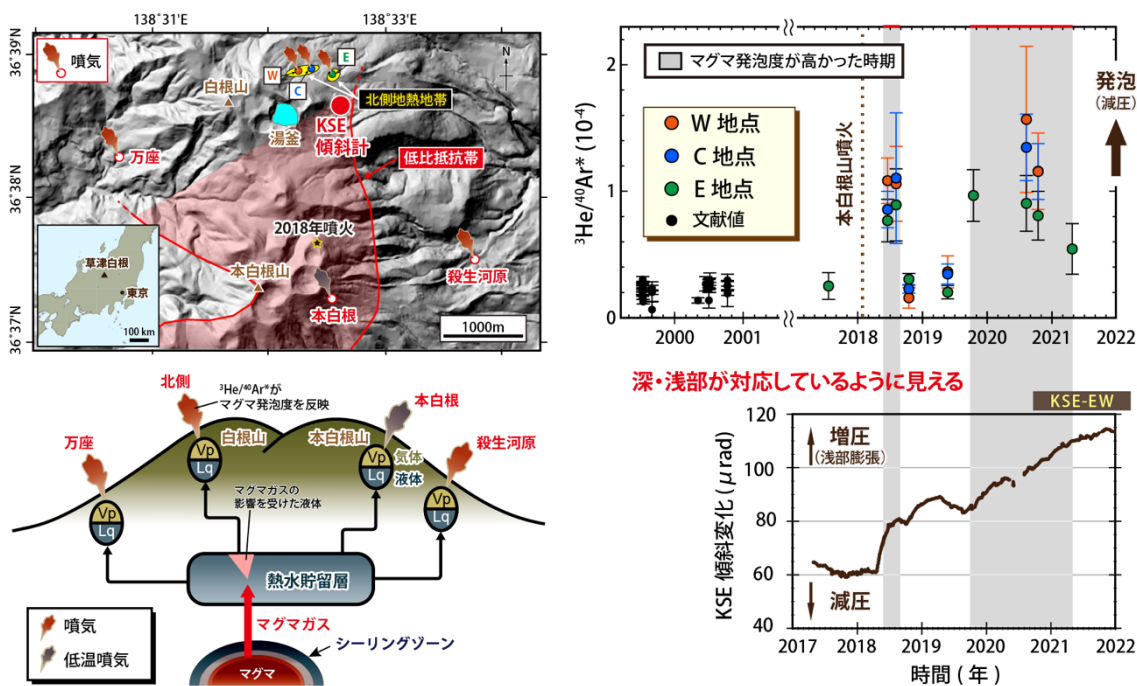 138°31'
138°33'
36°39'N
36°38'
36°37'
噴気
N
W
C
E
白根山
北側地熱地帯
湯釜
KSE
傾斜計
万座
低比抵抗帯
2018年噴火
本白根山
殺生河原
本白根
草津白根
東京
100 km
1000m
³He/⁴⁰Ar* (10⁻⁴)
2
1
0
マグマ発泡度が高かった時期
W 地点
C 地点
E 地点
文献値
本白根山噴火
発泡
(減圧)
2000
2001
2018
2019
2020
2021
2022
深・浅部が対応しているように見える
北側
³He/⁴⁰Ar*が
マグマ発泡度を反映
本白根
万座
白根山
本白根山
殺生河原
Vp
Lq
Vp
Lq
気体
液体
Vp
Lq
Vp
Lq
マグマガスの
影響を受けた液体
熱水貯留層
マグマガス
シーリングゾーン
マグマ
噴気
低温噴気
KSE-EW
KSE 傾斜変化 ( μ rad)
120
100
80
60
40
増圧
(浅部膨張)
減圧
2017
2018
2019
2020
2021
2022
時間 ( 年 )